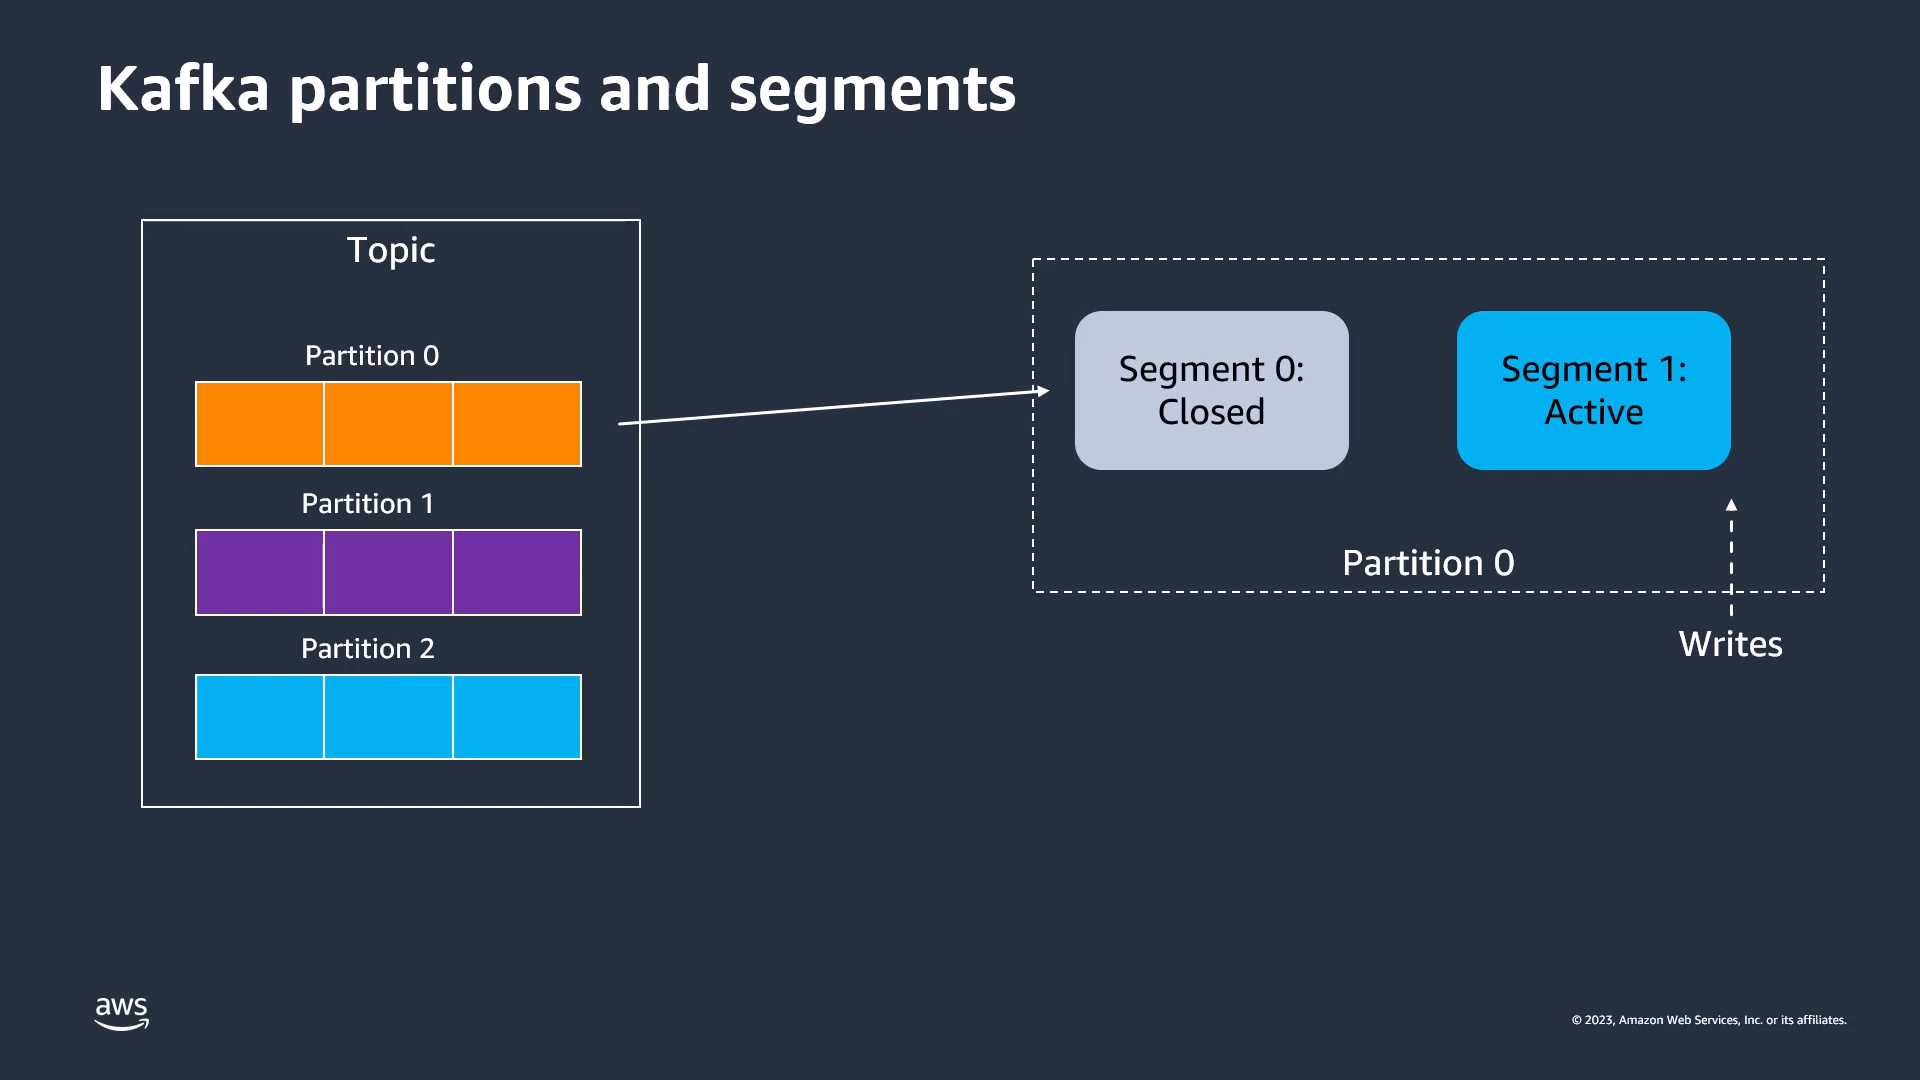 Kafka partitions and segments
Topic
Partition 0
Partition 1
Partition 2
Segment 0:
Closed
Segment 1:
Active
Partition 0
Writes
aws
© 2023, Amazon Web Services, Inc. or its affiliates.